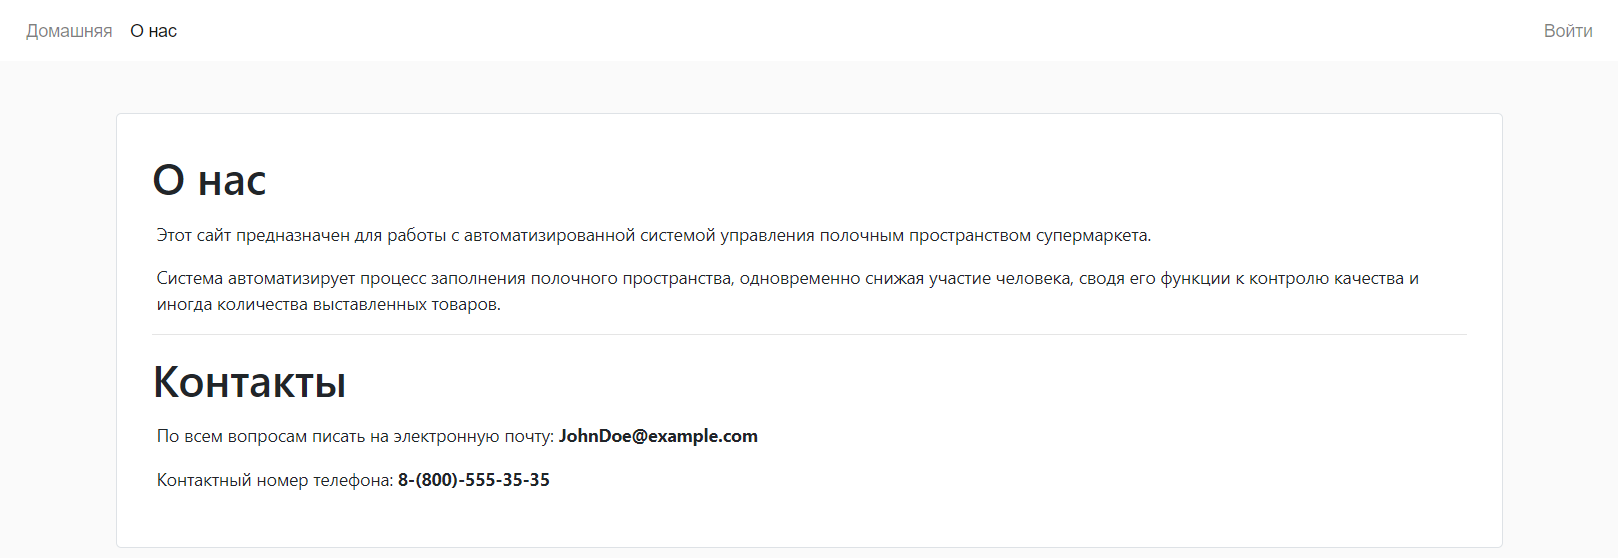 Домашняя О нас Войти
О нас
Этот сайт предназначен для работы с автоматизированной системой управления полочным пространством супермаркета.
Система автоматизирует процесс заполнения полочного пространства, одновременно снижая участие человека, сводя его функции к контролю качества и
иногда количества выставленных товаров.
Контакты
По всем вопросам писать на электронную почту: JohnDoe@example.com
Контактный номер телефона: 8-(800)-555-35-35